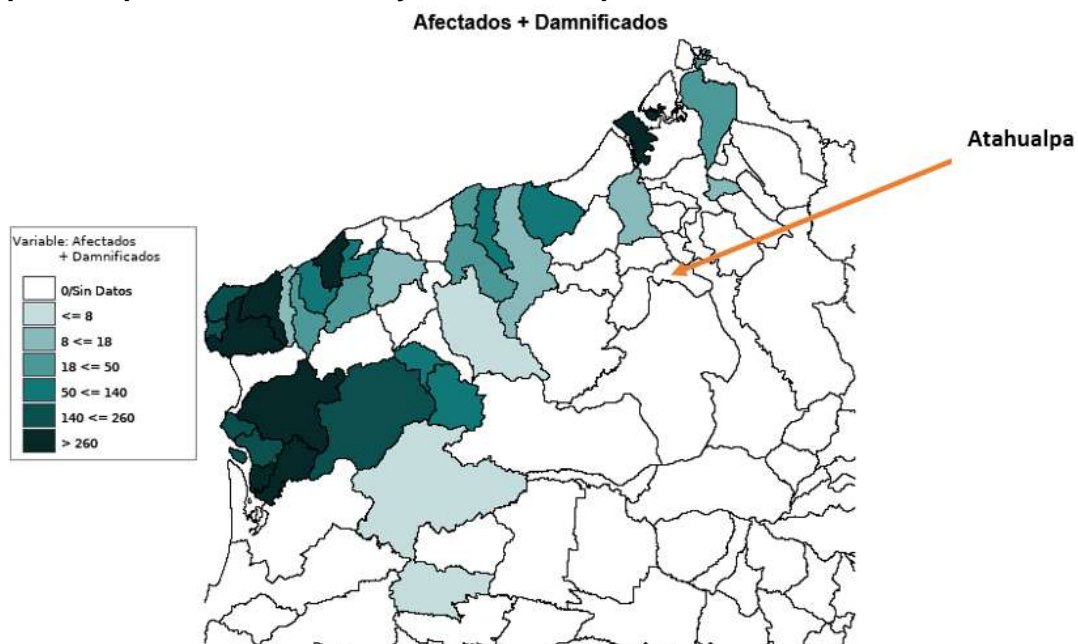 Afectados + Damnificados
Atahualpa
Variable: Afectados
+ Damnificados
0/Sin Datos
<= 8
8 <= 18
18 <= 50
50 <= 140
140 <= 260
> 260